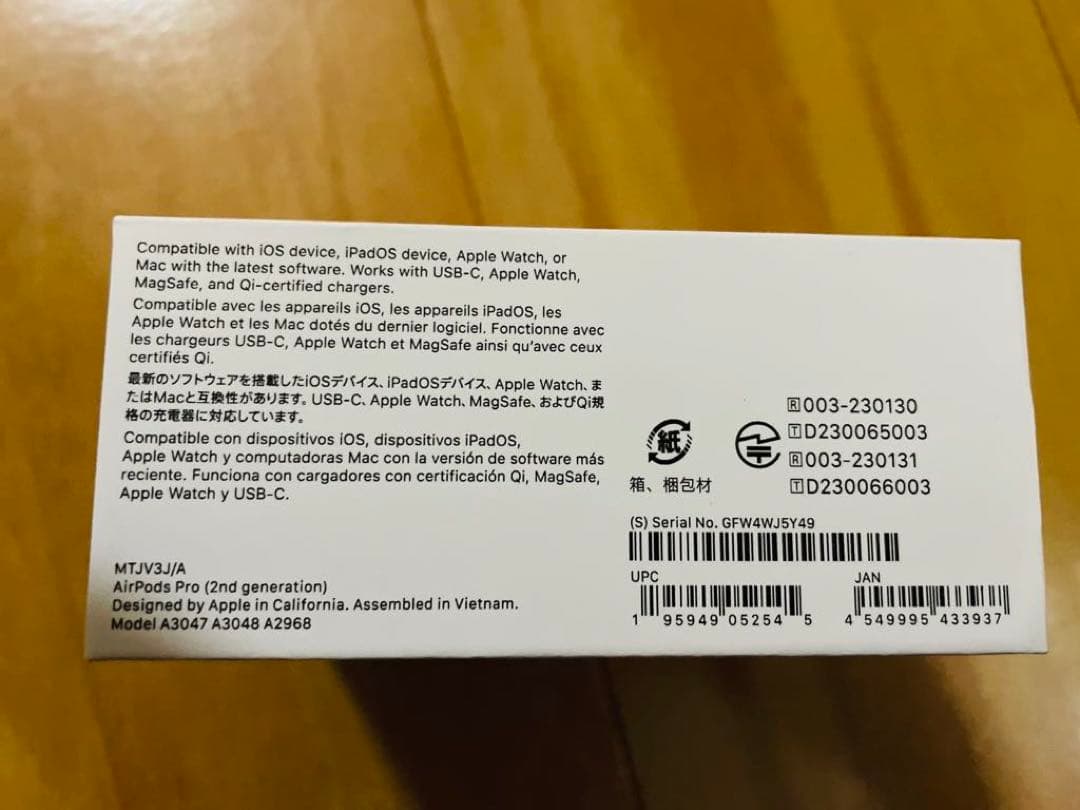 Compatible with iOS device, iPadOS device, Apple Watch, or
Mac with the latest software. Works with USB-C, Apple Watch,
MagSafe, and Qi-certified chargers.
Compatible avec les appareils iOS, les appareils iPadOS, les
Apple Watch et les Mac dotés du dernier logiciel. Fonctionne avec
les chargeurs USB-C, Apple Watch et MagSafe ainsi qu'avec ceux
certifiés Qi.
最新のソフトウェアを搭載したiOSデバイス、iPadOSデバイス、Apple Watch、ま
たはMacと互換性があります。USB-C、Apple Watch、MagSafe、およびQi規
格の充電器に対応しています。
Compatible con dispositivos iOS, dispositivos iPadOS,
Apple Watch y computadoras Mac con la versión de software más
reciente. Funciona con cargadores con certificación Qi, MagSafe,
Apple Watch y USB-C.
MTJV3J/A
AirPods Pro (2nd generation)
Designed by Apple in California. Assembled in Vietnam.
Model A3047 A3048 A2968
紙
箱、梱包材
R 003-230130
T D230065003
R 003-230131
T D230066003
(S) Serial No. GFW4WJ5Y49
UPC
1 95949 05254 5
JAN
4 549995 433937